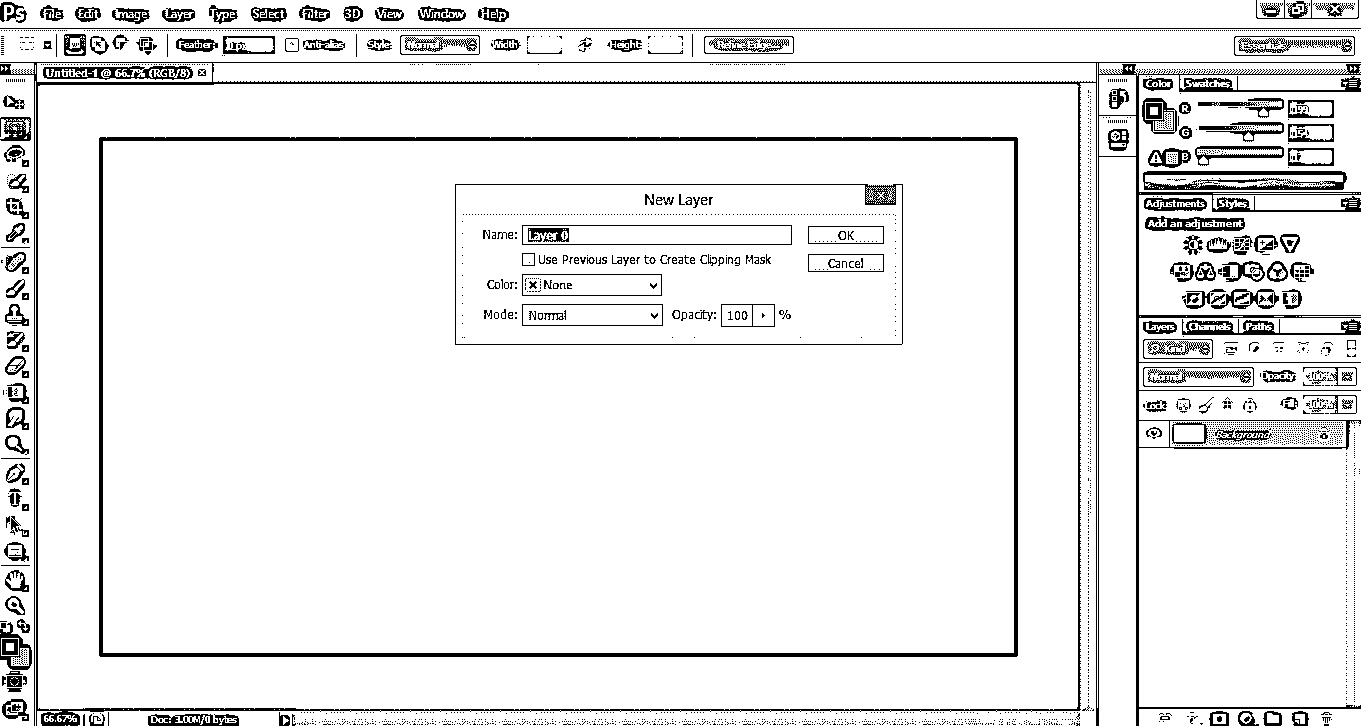 Ps File Edit Image Layer Type Select Filter 3D View Window Help
Feather: 0 px Anti-alias Style: Normal Width: Height: Refine Edge...
Untitled-1 @ 66.7% (RGB/8)
Color Swatches
R
G
B
Adjustments Styles
Add an adjustment
Layers Channels Paths
Normal Opacity:
Lock:
Background
New Layer
Name: Layer 0 OK
Use Previous Layer to Create Clipping Mask
Cancel
Color: None
Mode: Normal Opacity: 100 %
66.67% Doc: 3.00M/0 bytes